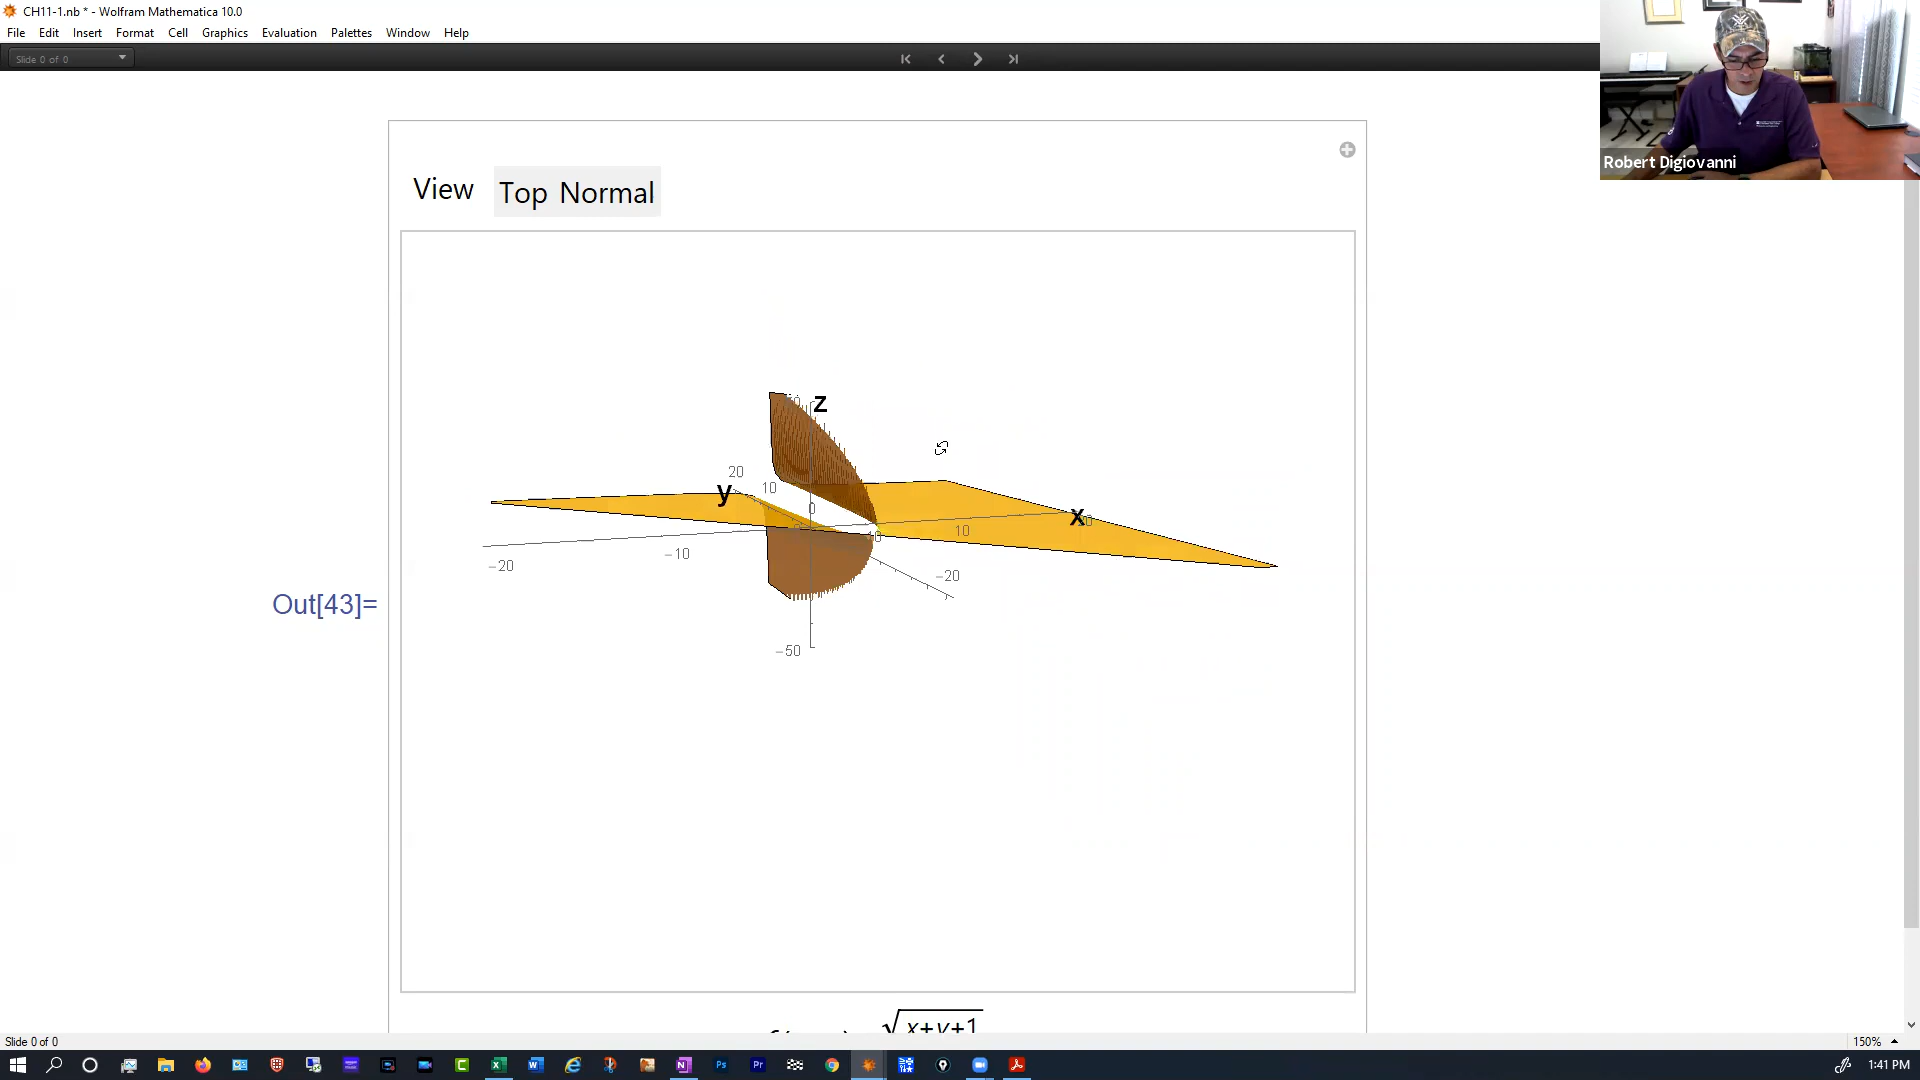 CH11-1.nb * - Wolfram Mathematica 10.0
File Edit Insert Format Cell Graphics Evaluation Palettes Window Help
Slide 0 of 0
Robert Digiovanni
View Top Normal
z
20
y
10
0
x
10
−10
−20
−20
−50
Out[43]=
√x+y+1
Slide 0 of 0
150%
1:41 PM